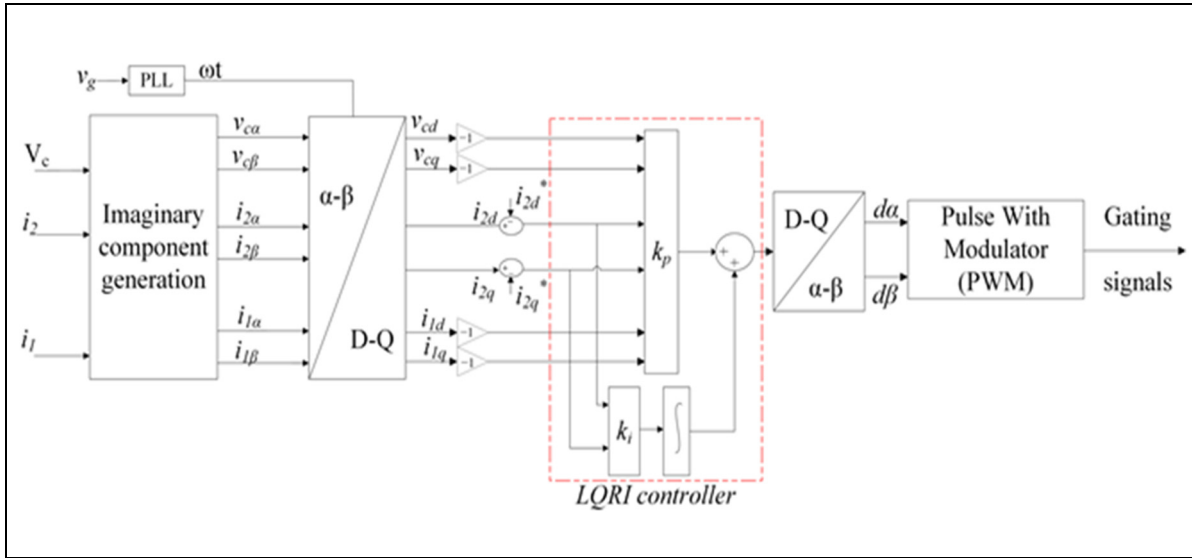 v_g
PLL
ωt
V_c
i_2
i_1
Imaginary
component
generation
v_cα
v_cβ
i_2α
i_2β
i_1α
i_1β
α-β
D-Q
v_cd
v_cq
-1
-1
i_2d
i_2d*
i_2q
i_2q*
i_1d
i_1q
-1
-1
k_p
k_i
∫
+
+
LQRI controller
D-Q
α-β
dα
dβ
Pulse With
Modulator
(PWM)
Gating
signals